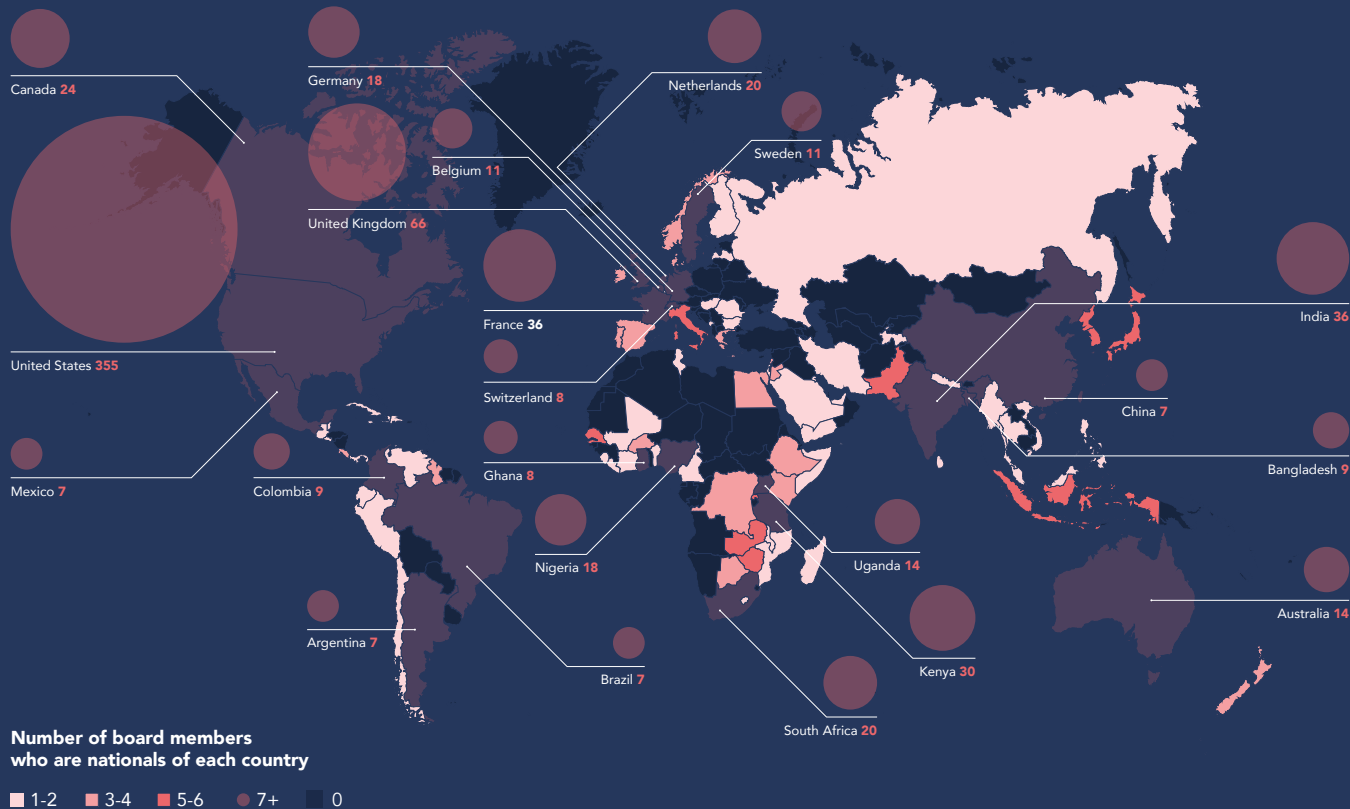 Canada 24
Germany 18
Netherlands 20
Sweden 11
Belgium 11
United Kingdom 66
India 36
France 36
United States 355
Switzerland 8
China 7
Mexico 7
Colombia 9
Ghana 8
Bangladesh 9
Nigeria 18
Uganda 14
Australia 14
Argentina 7
Brazil 7
Kenya 30
South Africa 20
Number of board members
who are nationals of each country
1-2 3-4 5-6 7+ 0